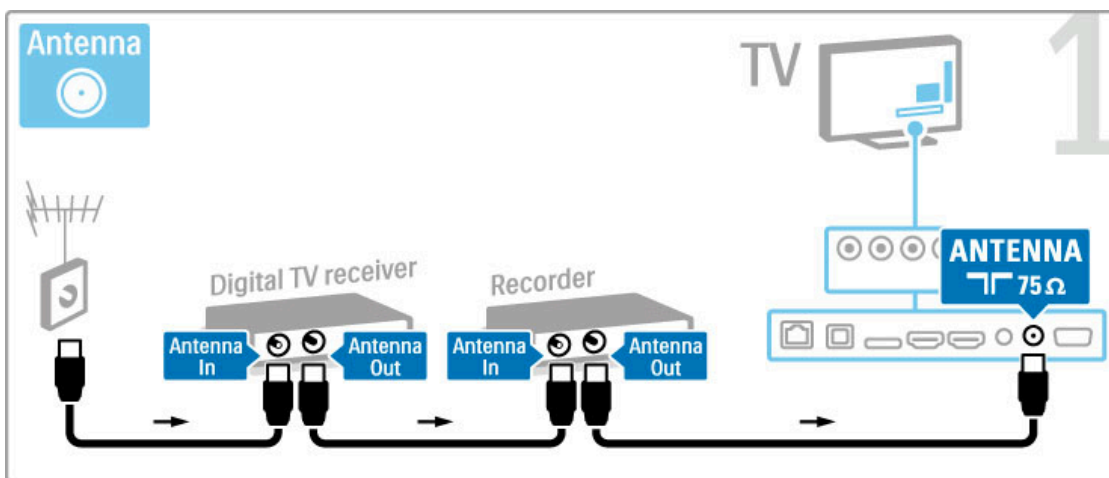 Antenna
TV
1
Digital TV receiver
Recorder
Antenna
In
Antenna
Out
Antenna
In
Antenna
Out
ANTENNA
75 Ω